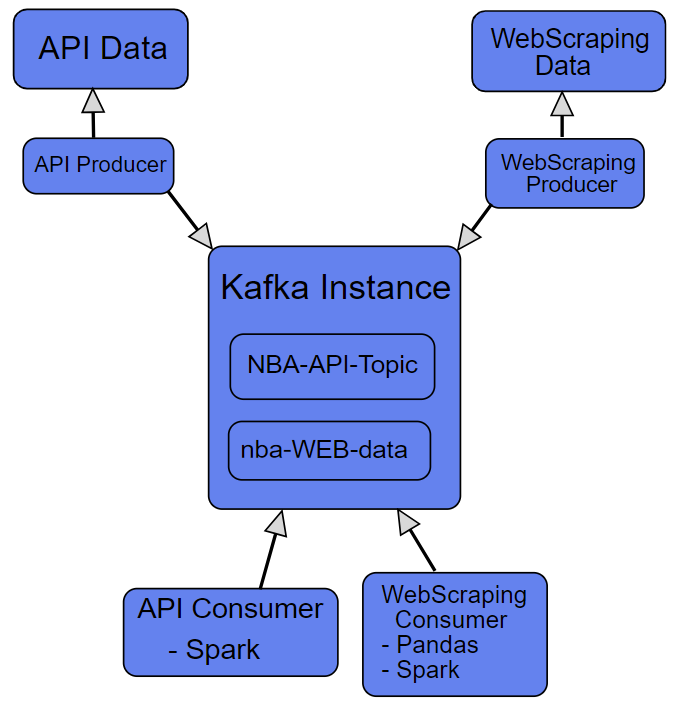 API Data
WebScraping
Data
API Producer
WebScraping
Producer
Kafka Instance
NBA-API-Topic
nba-WEB-data
API Consumer
- Spark
WebScraping
Consumer
- Pandas
- Spark